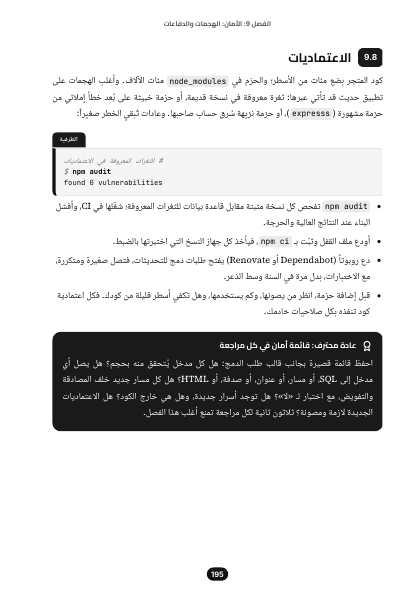 الفصل 9: الأمان: الهجمات والدفاعات
9.8 الاعتماديات
كود المتجر بضع مئات من الأسطر؛ والحزم في node_modules مئات الآلاف. وأغلب الهجمات على
تطبيق حديث قد تأتي عبرها: ثغرة معروفة في نسخة قديمة، أو حزمة خبيثة على بُعد خطأ إملائي من
حزمة مشهورة (expresss)، أو حزمة نزيهة سُرق حساب صاحبها. وعادات تُبقي الخطر صغيراً:
الطرفية
# الثغرات المعروفة في الاعتماديات
$ npm audit
found 0 vulnerabilities
• npm audit تفحص كل نسخة مثبتة مقابل قاعدة بيانات للثغرات المعروفة؛ شغّلها في CI، وأفشل
البناء عند النتائج العالية والحرجة.
• أودع ملف القفل وثبّت بـ npm ci، فيأخذ كل جهاز النسخ التي اختبرتها بالضبط.
• دع روبوتاً (Dependabot أو Renovate) يفتح طلبات دمج للتحديثات، فتصل صغيرة ومتكررة،
مع الاختبارات، بدل مرة في السنة وسط الذعر.
• قبل إضافة حزمة، انظر من يصونها، وكم يستخدمها، وهل تكفي أسطر قليلة من كودك. فكل اعتمادية
كود تنفذه بكل صلاحيات خادمك.
عادة محترف: قائمة أمان في كل مراجعة
احفظ قائمة قصيرة بجانب قالب طلب الدمج: هل كل مدخل يُتحقق منه بحجم؟ هل يصل أي
مدخل إلى SQL، أو مسار، أو عنوان، أو صدفة، أو HTML؟ هل كل مسار جديد خلف المصادقة
والتفويض، مع اختبار لـ «لا»؟ هل توجد أسرار جديدة، وهل هي خارج الكود؟ هل الاعتماديات
الجديدة لازمة ومصونة؟ ثلاثون ثانية لكل مراجعة تمنع أغلب هذا الفصل.
195